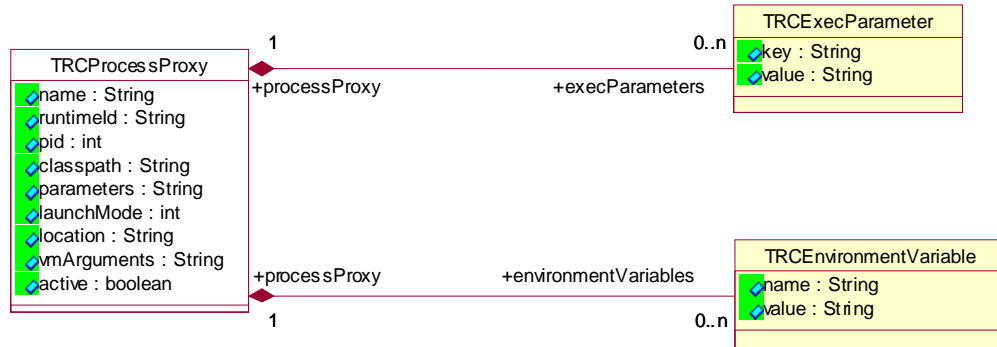 TRCProcessProxy
name : String
runtimeId : String
pid : int
classpath : String
parameters : String
launchMode : int
location : String
vmArguments : String
active : boolean
1
0..n
+processProxy
+execParameters
TRCExecParameter
key : String
value : String
+processProxy
+environmentVariables
1
0..n
TRCEnvironmentVariable
name : String
value : String